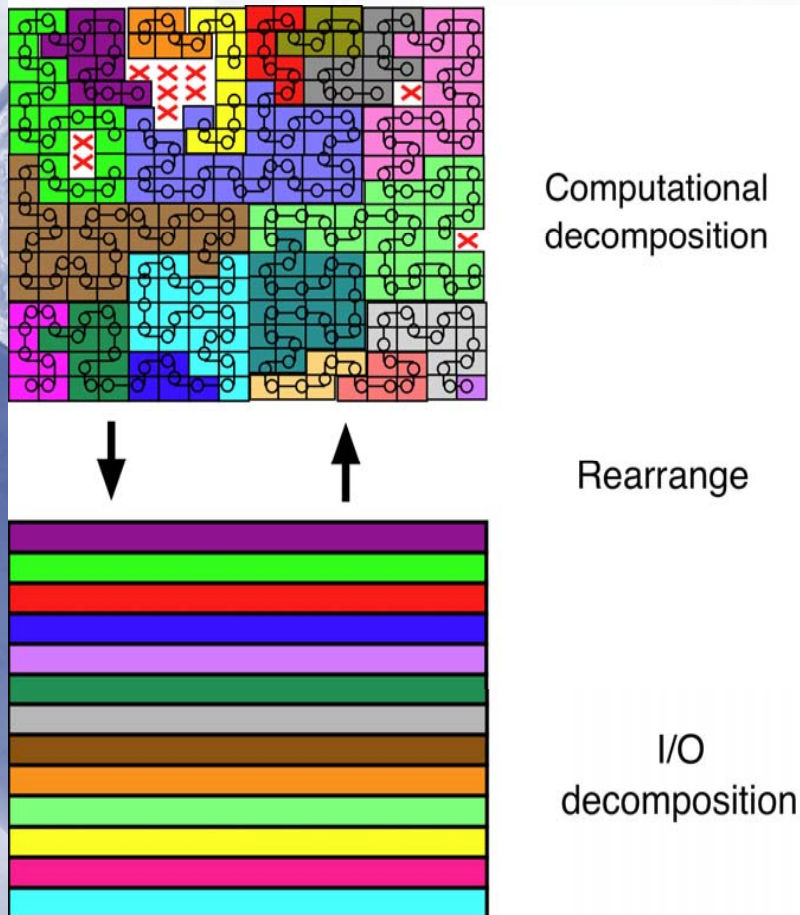 Computational
decomposition
Rearrange
I/O
decomposition